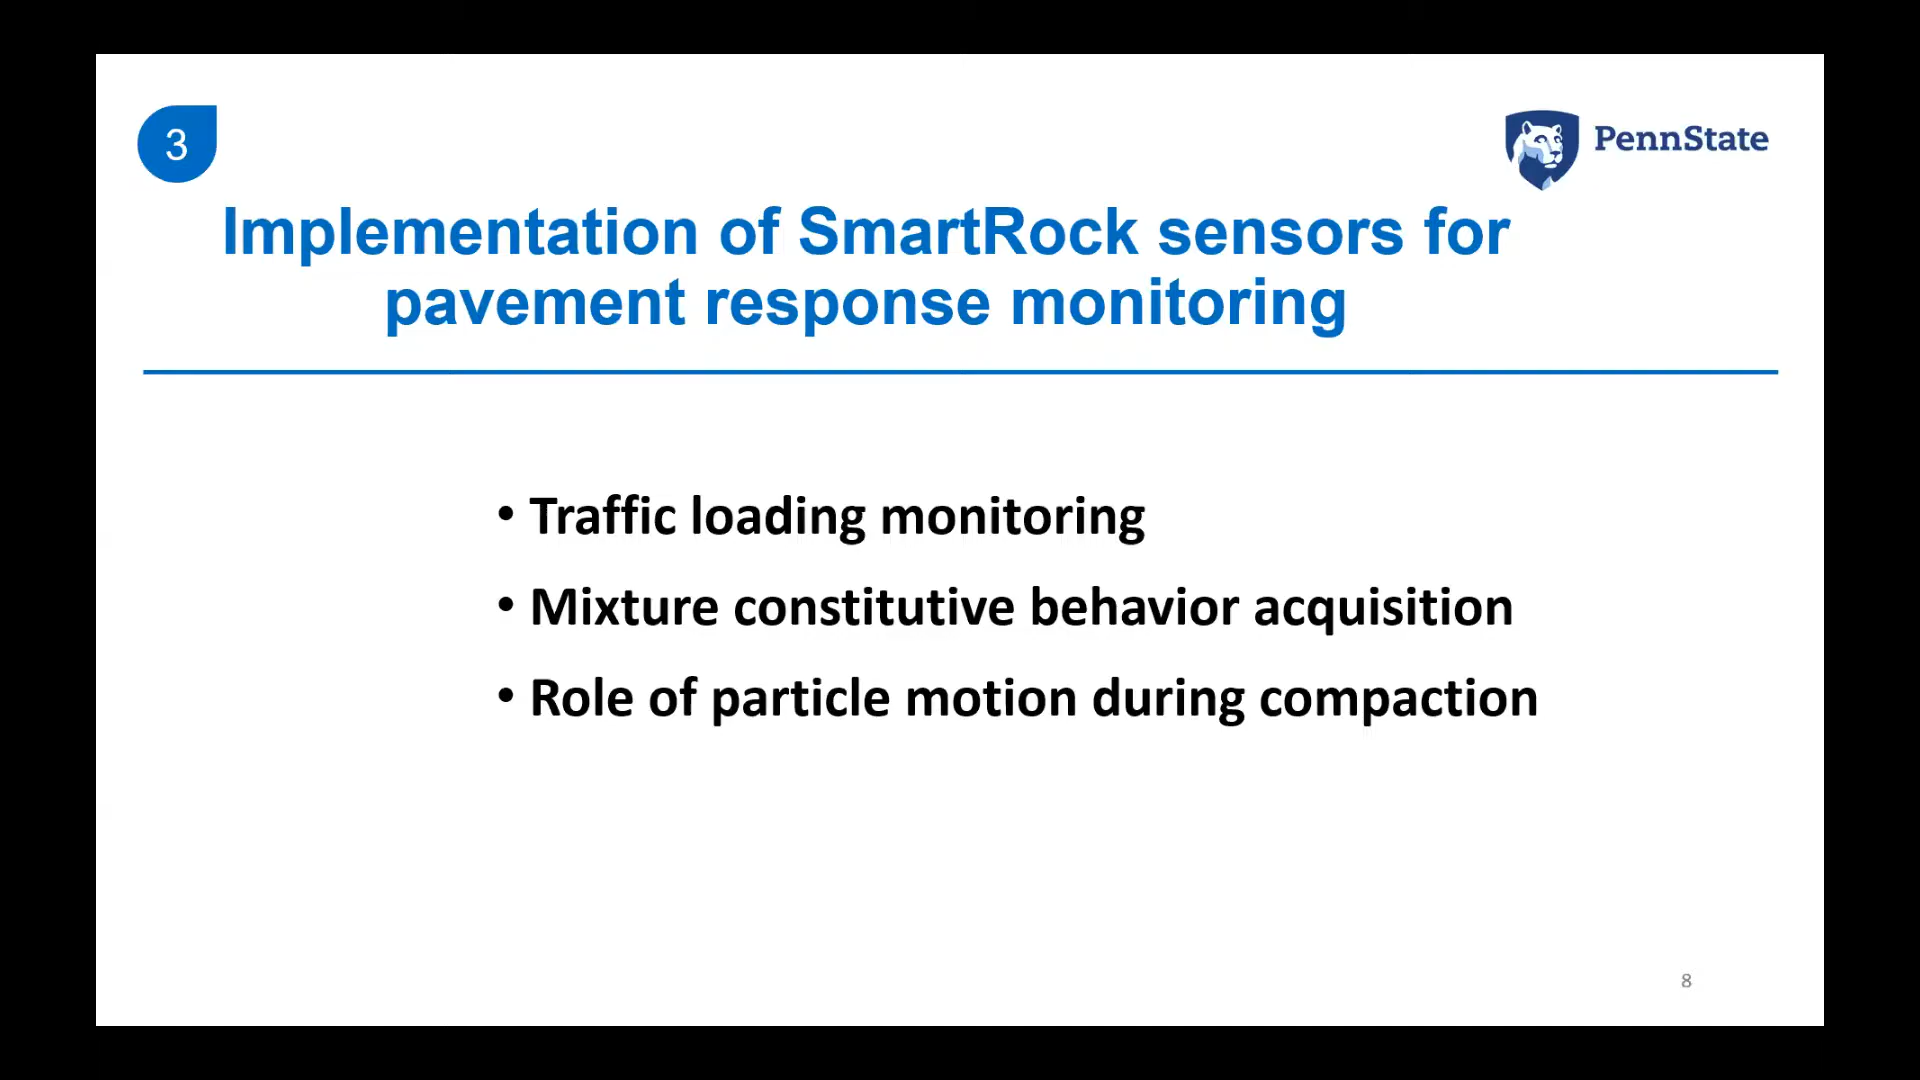 3
PennState
Implementation of SmartRock sensors for
pavement response monitoring
• Traffic loading monitoring
• Mixture constitutive behavior acquisition
• Role of particle motion during compaction
8